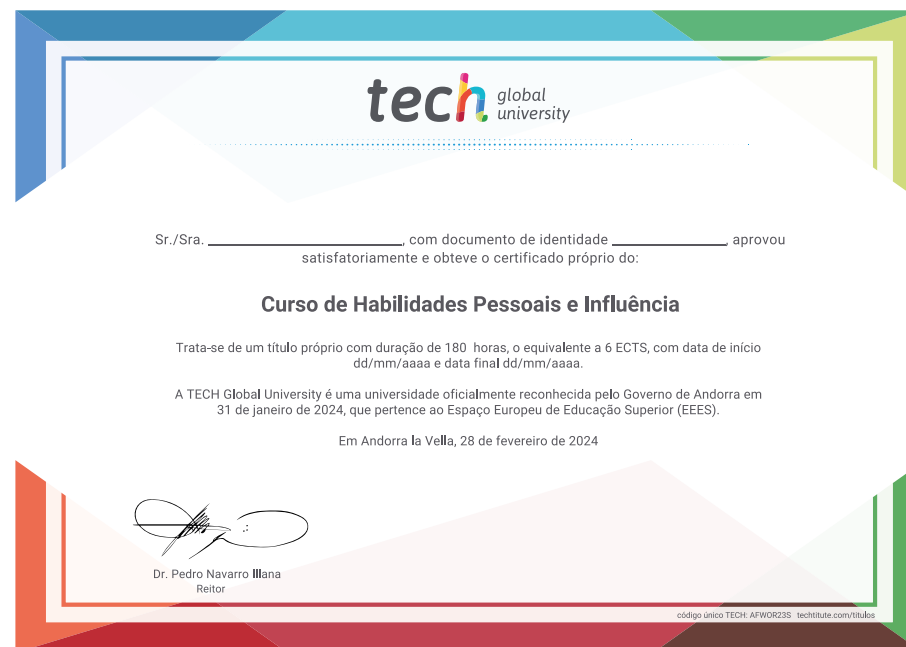 tech global university
Sr./Sra. ____________________, com documento de identidade ____________, aprovou
satisfatoriamente e obteve o certificado próprio do:
Curso de Habilidades Pessoais e Influência
Trata-se de um título próprio com duração de 180 horas, o equivalente a 6 ECTS, com data de início
dd/mm/aaaa e data final dd/mm/aaaa.
A TECH Global University é uma universidade oficialmente reconhecida pelo Governo de Andorra em
31 de janeiro de 2024, que pertence ao Espaço Europeu de Educação Superior (EEES).
Em Andorra la Vella, 28 de fevereiro de 2024
Dr. Pedro Navarro Illana
Reitor
código único TECH: AFWOR23S techtitute.com/titulos